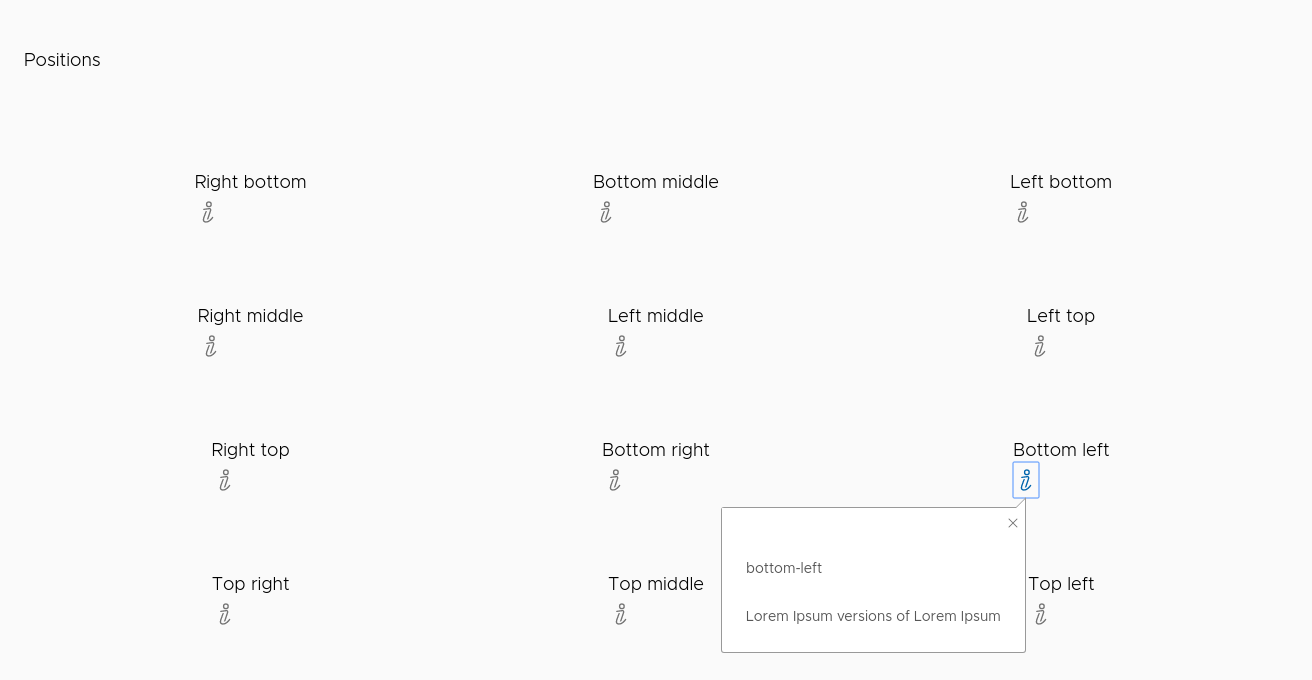 Positions
Right bottom
Bottom middle
Left bottom
Right middle
Left middle
Left top
Right top
Bottom right
Bottom left
bottom-left
Lorem Ipsum versions of Lorem Ipsum
Top right
Top middle
Top left